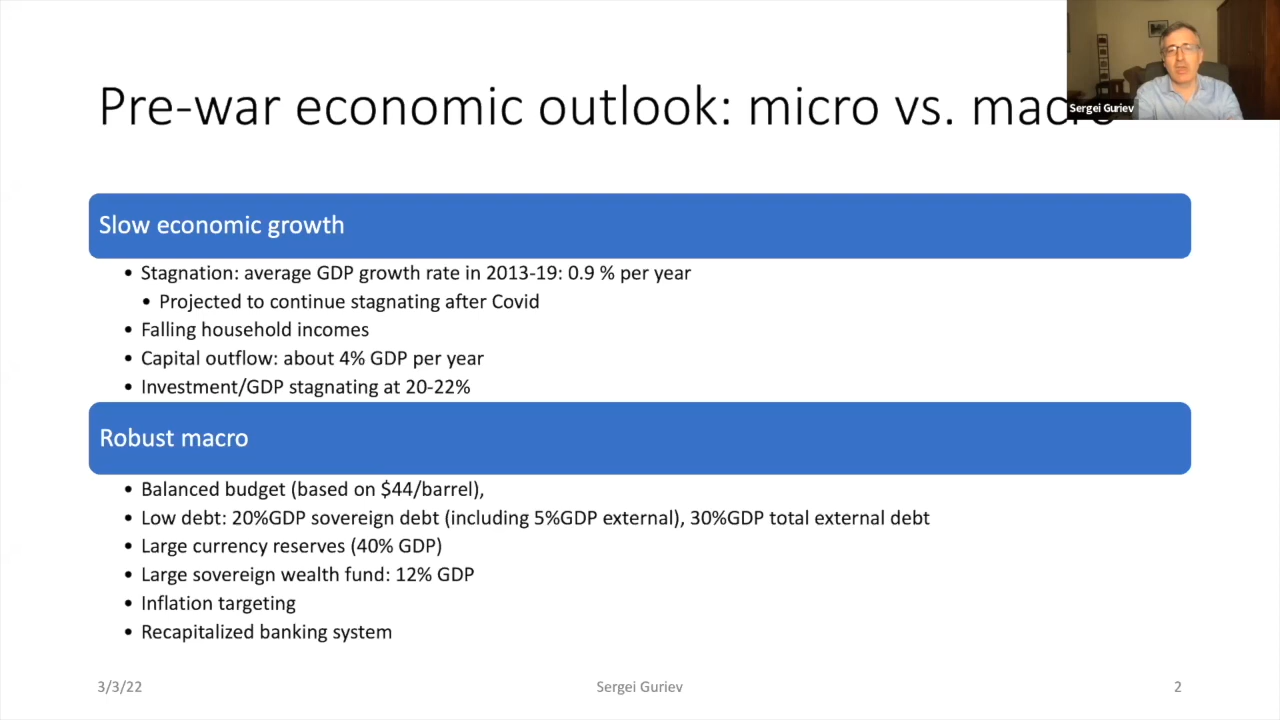 Pre-war economic outlook: micro vs. macro
Sergei Guriev
Slow economic growth
• Stagnation: average GDP growth rate in 2013-19: 0.9 % per year
• Projected to continue stagnating after Covid
• Falling household incomes
• Capital outflow: about 4% GDP per year
• Investment/GDP stagnating at 20-22%
Robust macro
• Balanced budget (based on $44/barrel),
• Low debt: 20%GDP sovereign debt (including 5%GDP external), 30%GDP total external debt
• Large currency reserves (40% GDP)
• Large sovereign wealth fund: 12% GDP
• Inflation targeting
• Recapitalized banking system
3/3/22
Sergei Guriev
2